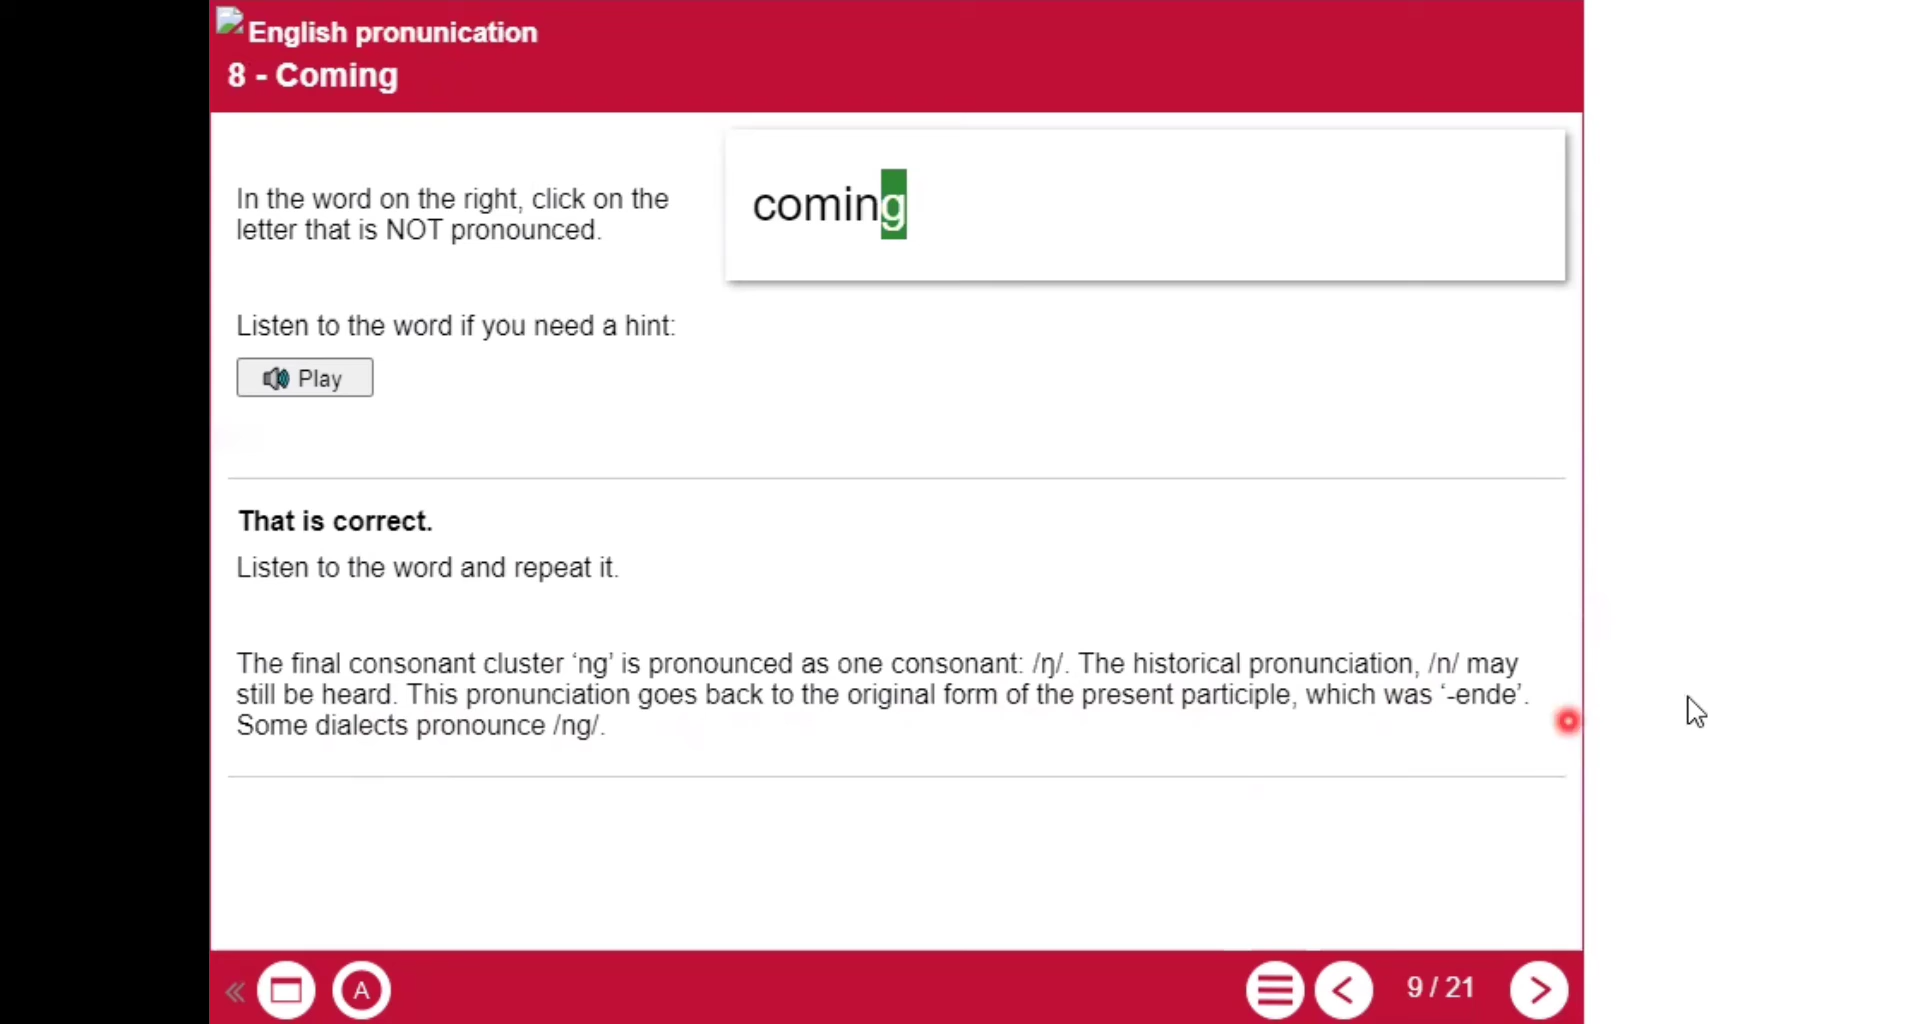 English pronunication
8 - Coming
In the word on the right, click on the
letter that is NOT pronounced.
coming
Listen to the word if you need a hint:
Play
That is correct.
Listen to the word and repeat it.
The final consonant cluster ‘ng’ is pronounced as one consonant: /ŋ/. The historical pronunciation, /n/ may
still be heard. This pronunciation goes back to the original form of the present participle, which was ‘-ende’.
Some dialects pronounce /ng/.
A
9 / 21